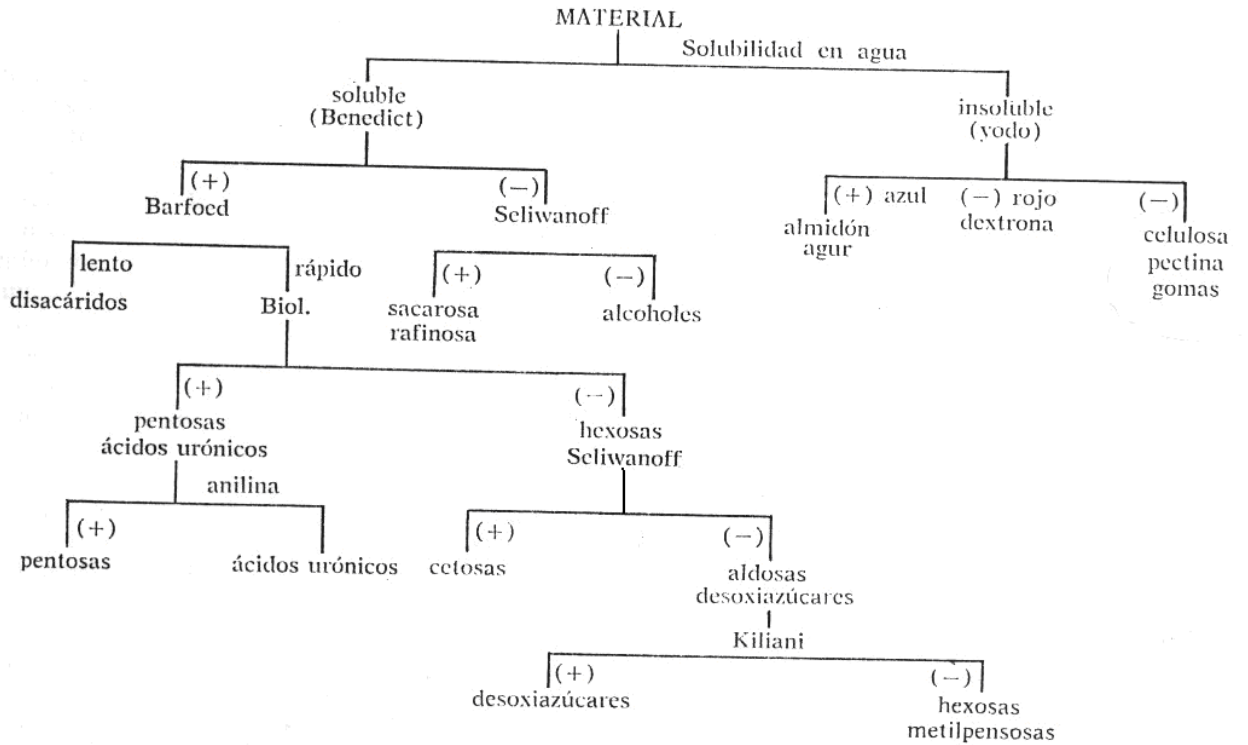 MATERIAL
Solubilidad en agua
soluble
(Benedict)
insoluble
(yodo)
(+)
Barfoed
(—)
Seliwanoff
(+) azul
almidón
agur
(—) rojo
dextrona
(—)
celulosa
pectina
gomas
lento
disacáridos
rápido
Biol.
(+)
sacarosa
rafinosa
(—)
alcoholes
(+)
pentosas
ácidos urónicos
(—)
hexosas
Seliwanoff
anilina
(+)
pentosas
ácidos urónicos
(+)
cetosas
(—)
aldosas
desoxiazúcares
Kiliani
(+)
desoxiazúcares
(—)
hexosas
metilpensosas